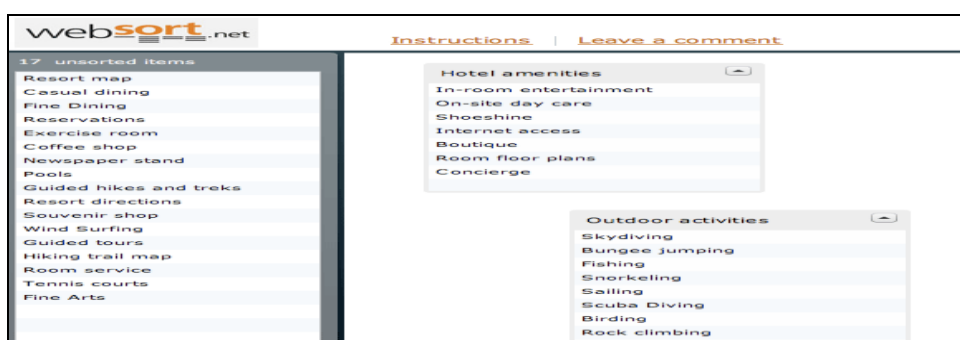 websort.net
Instructions | Leave a comment
17 unsorted items
Resort map
Casual dining
Fine Dining
Reservations
Exercise room
Coffee shop
Newspaper stand
Pools
Guided hikes and treks
Resort directions
Souvenir shop
Wind Surfing
Guided tours
Hiking trail map
Room service
Tennis courts
Fine Arts
Hotel amenities
In-room entertainment
On-site day care
Shoeshine
Internet access
Boutique
Room floor plans
Concierge
Outdoor activities
Skydiving
Bungee jumping
Fishing
Snorkeling
Sailing
Scuba Diving
Birding
Rock climbing